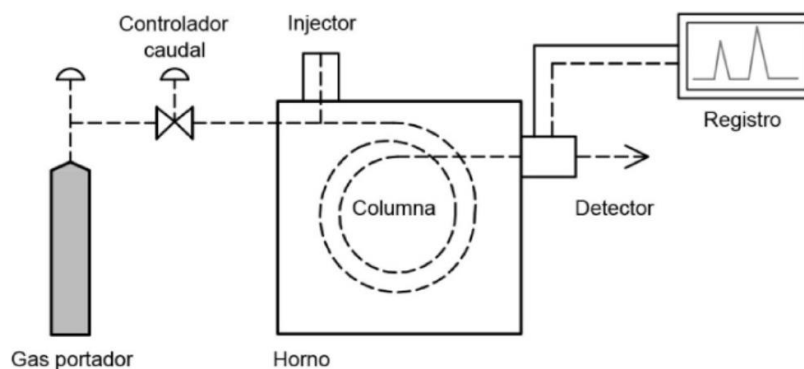 Controlador
caudal
Injector
Registro
Columna
Detector
Gas portador
Horno